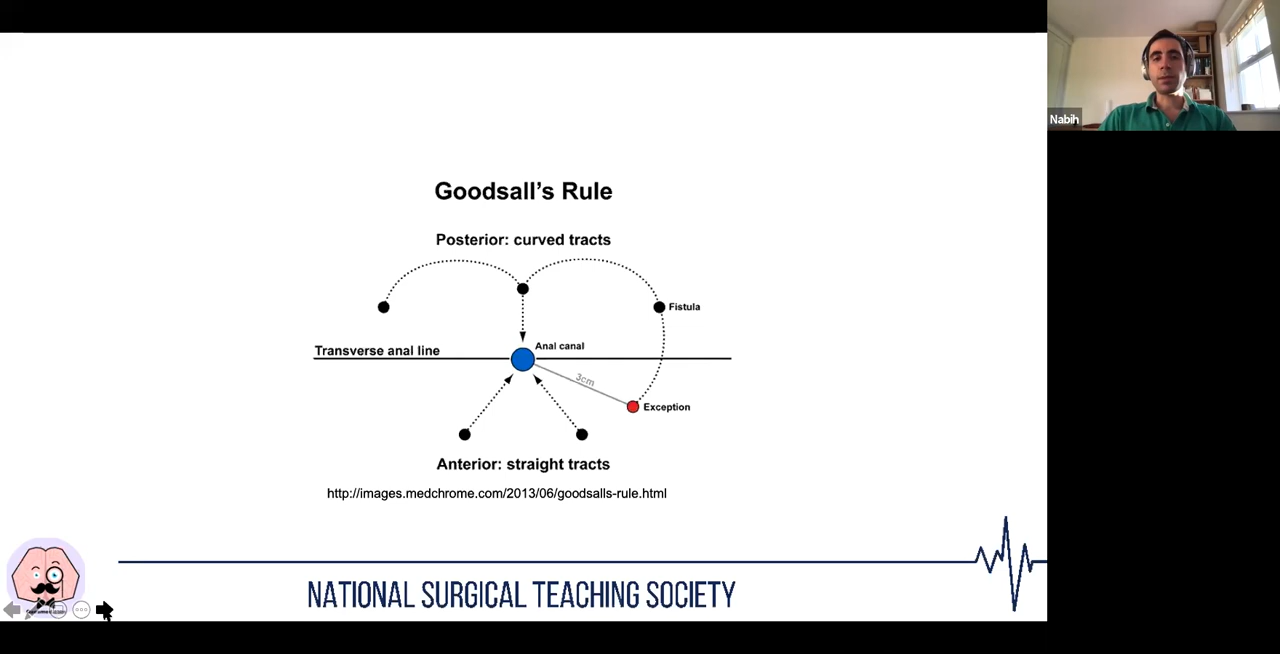 Nabih
Goodsall's Rule
Posterior: curved tracts
Fistula
Transverse anal line
Anal canal
3cm
Exception
Anterior: straight tracts
http://images.medchrome.com/2013/06/goodsalls-rule.html
NATIONAL SURGICAL TEACHING SOCIETY